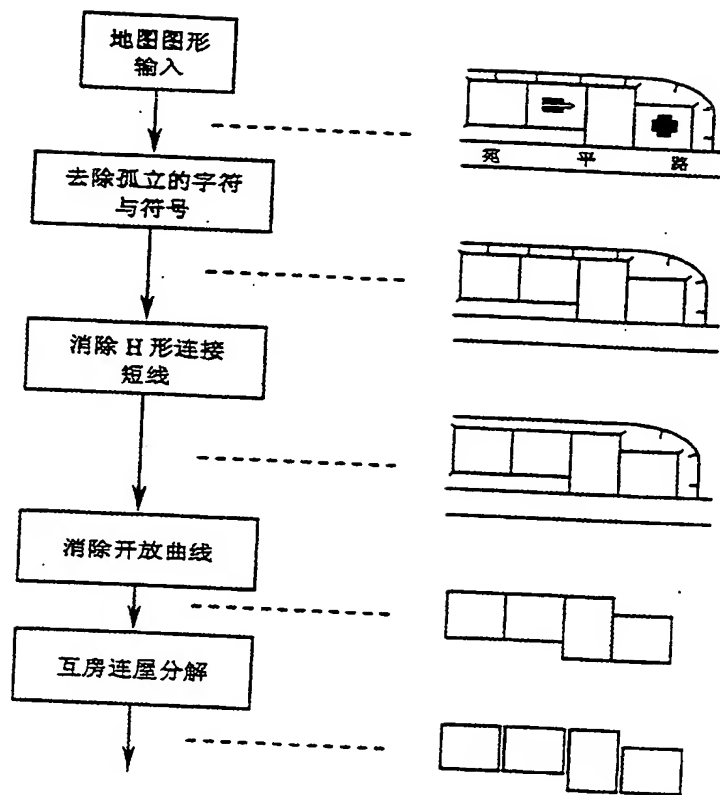 地图图形
输入
苑 平 路
去除孤立的字符
与符号
消除 H 形连接
短线
消除开放曲线
互房连屋分解